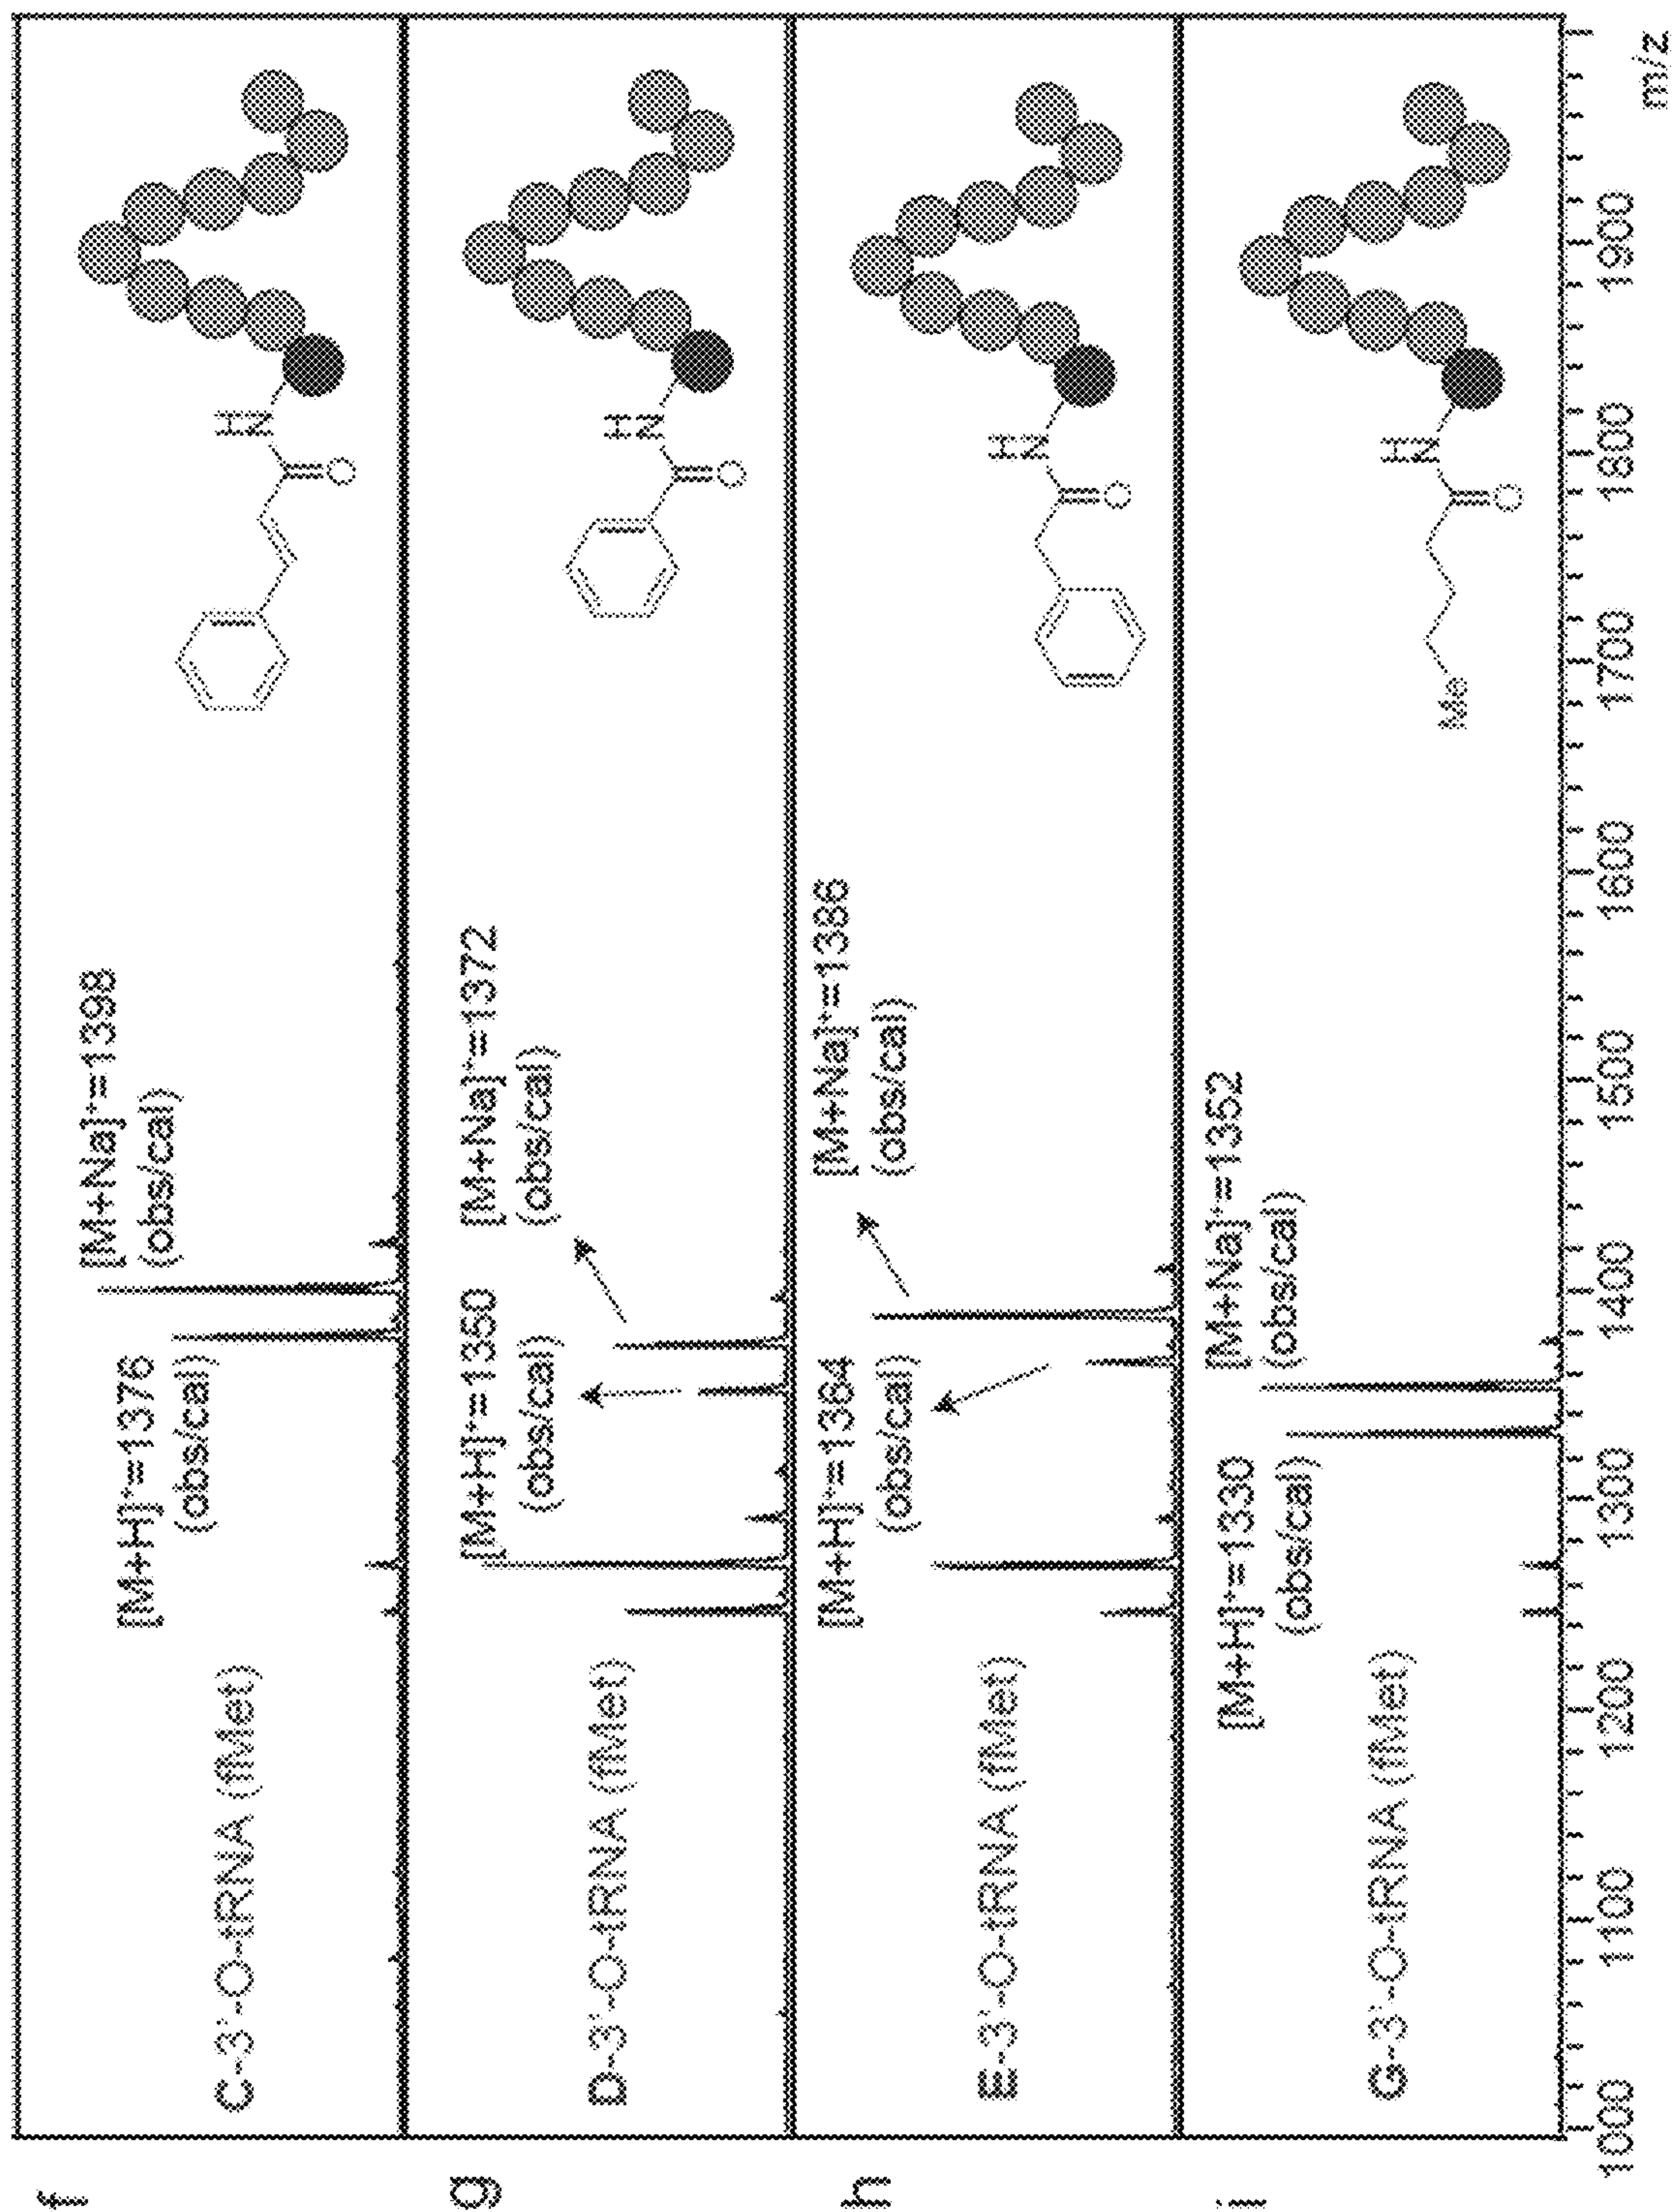 f
C-3'-O-tRNA (fMet)
[M+H]⁺=1376
(obs/cal)
[M+Na]⁺=1398
(obs/cal)
H
N
O
g
D-3'-O-tRNA (fMet)
[M+H]⁺=1350
(obs/cal)
[M+Na]⁺=1372
(obs/cal)
H
N
O
h
E-3'-O-tRNA (fMet)
[M+H]⁺=1364
(obs/cal)
[M+Na]⁺=1386
(obs/cal)
H
N
O
i
G-3'-O-tRNA (fMet)
[M+H]⁺=1330
(obs/cal)
[M+Na]⁺=1352
(obs/cal)
Me
H
N
O
1000 1100 1200 1300 1400 1500 1600 1700 1800 1900
m/z